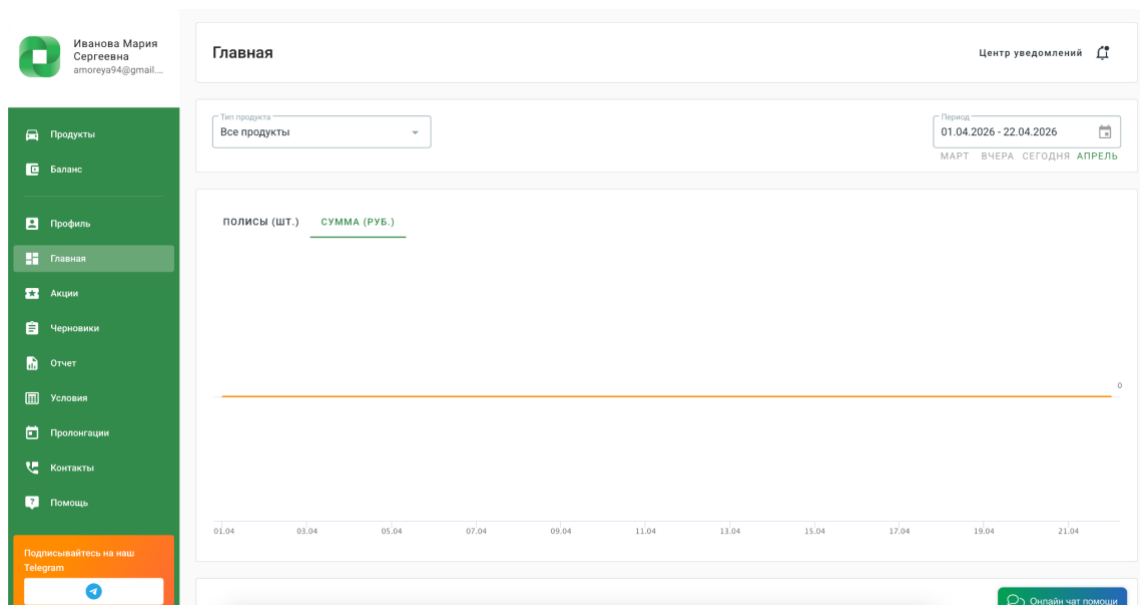 Иванова Мария
Сергеевна
amoreya94@gmail....
Продукты
Баланс
Профиль
Главная
Акции
Черновики
Отчет
Условия
Пролонгации
Контакты
Помощь
Подписывайтесь на наш
Telegram
Главная
Центр уведомлений
Тип продукта
Все продукты
Период
01.04.2026 - 22.04.2026
МАРТ ВЧЕРА СЕГОДНЯ АПРЕЛЬ
ПОЛИСЫ (ШТ.) СУММА (РУБ.)
0
01.04 03.04 05.04 07.04 09.04 11.04 13.04 15.04 17.04 19.04 21.04
Онлайн чат помощи